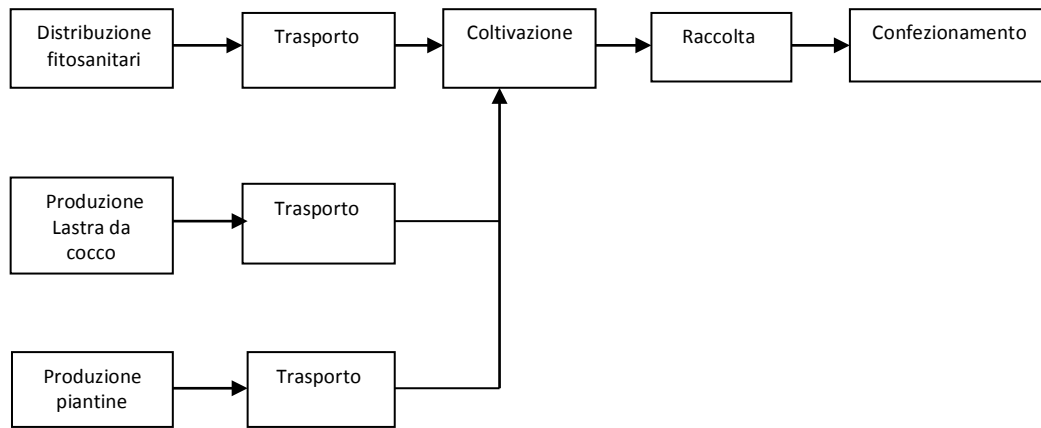 Distribuzione
fitosanitari
Trasporto
Coltivazione
Raccolta
Confezionamento
Produzione
Lastra da
cocco
Trasporto
Produzione
piantine
Trasporto